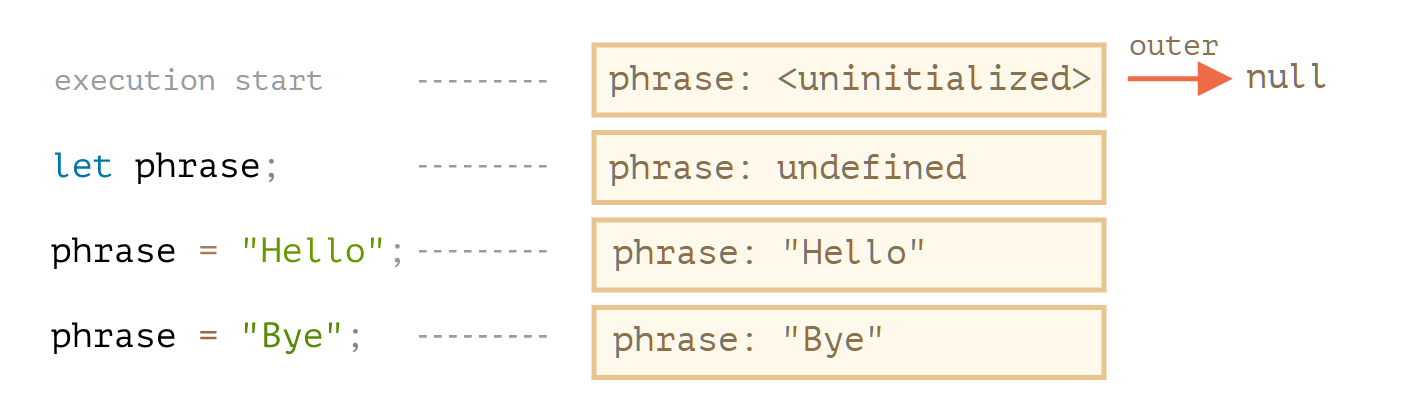 outer
execution start --------- phrase: <uninitialized> null
let phrase; --------- phrase: undefined
phrase = "Hello"; --------- phrase: "Hello"
phrase = "Bye"; --------- phrase: "Bye"